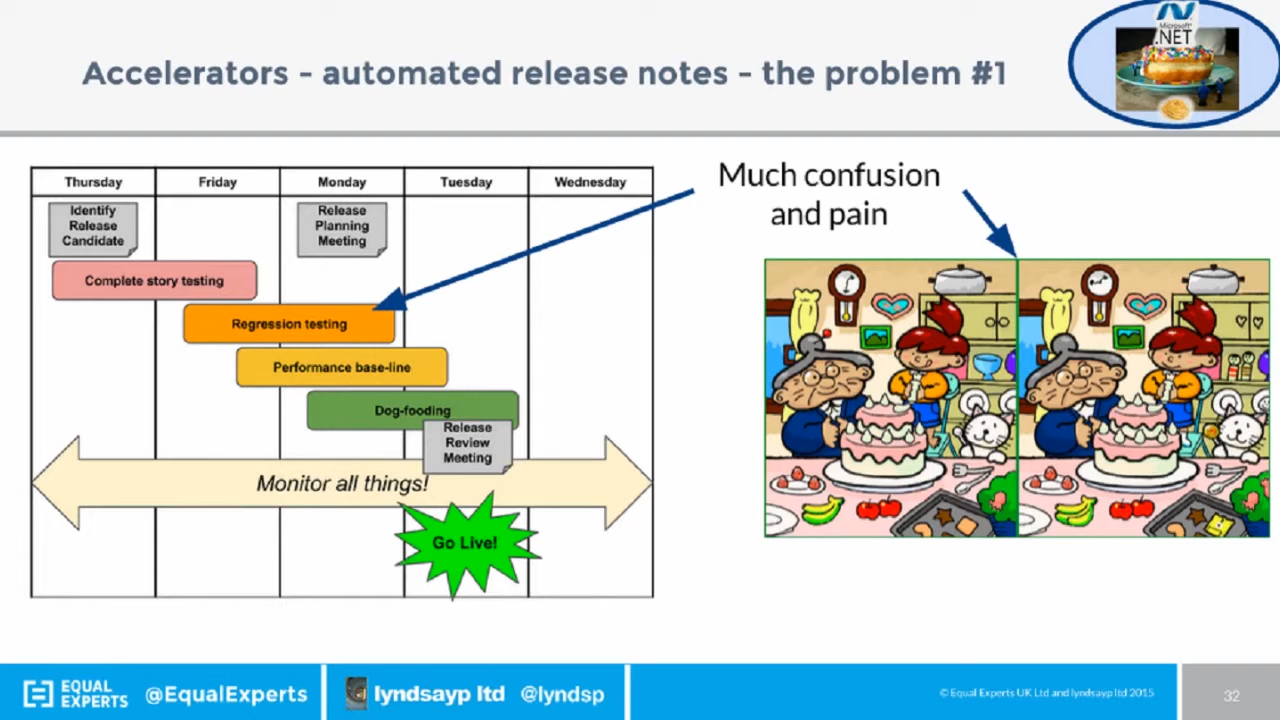 Microsoft®
.NET
Accelerators - automated release notes - the problem #1
Thursday
Friday
Monday
Tuesday
Wednesday
Identify
Release
Candidate
Release
Planning
Meeting
Complete story testing
Regression testing
Performance base-line
Dog-fooding
Release
Review
Meeting
Monitor all things!
Go Live!
Much confusion
and pain
EQUAL
EXPERTS
@EqualExperts
lyndsayp ltd @lyndsp
© Equal Experts UK Ltd and lyndsayp ltd 2015
32